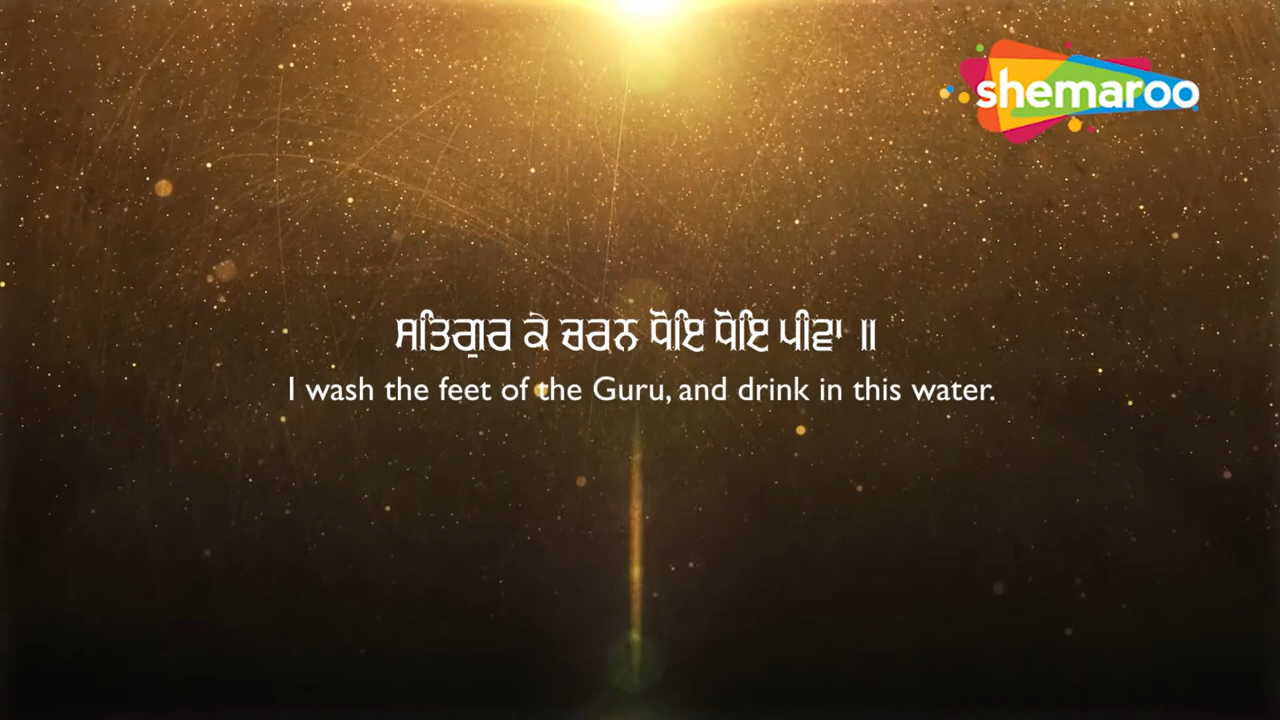 shemaroo
ਸਤਿਗੁਰ ਕੇ ਚਰਨ ਧੋਇ ਧੋਇ ਪੀਵਾ ॥
I wash the feet of the Guru, and drink in this water.